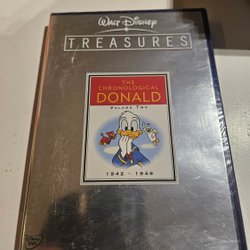 WALT DISNEY
TREASURES
THE
CHRONOLOGICAL
DONALD
VOLUME TWO
1942 - 1946